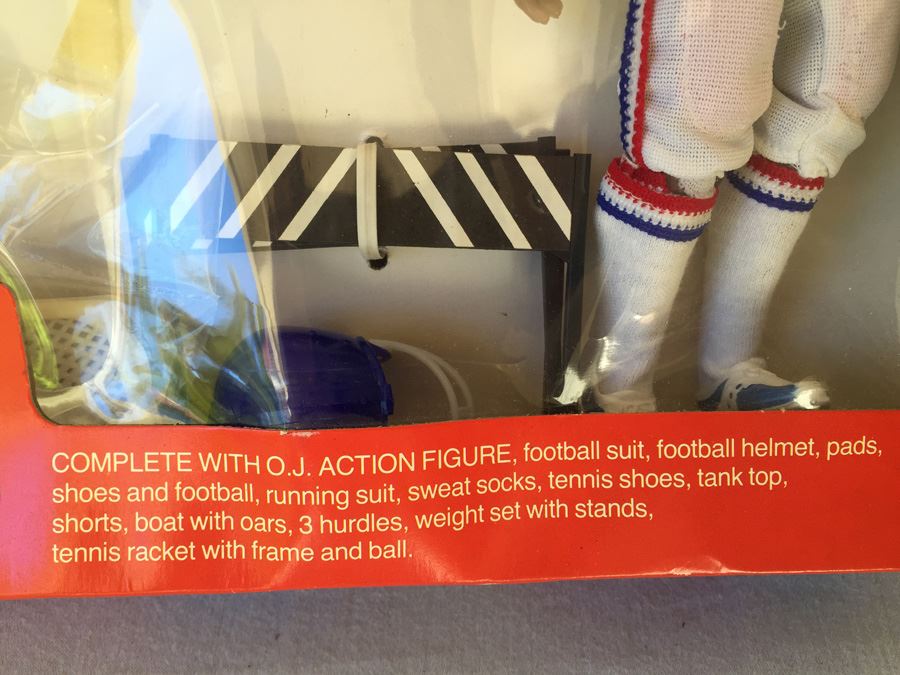 COMPLETE WITH O.J. ACTION FIGURE, football suit, football helmet, pads,
shoes and football, running suit, sweat socks, tennis shoes, tank top,
shorts, boat with oars, 3 hurdles, weight set with stands,
tennis racket with frame and ball.